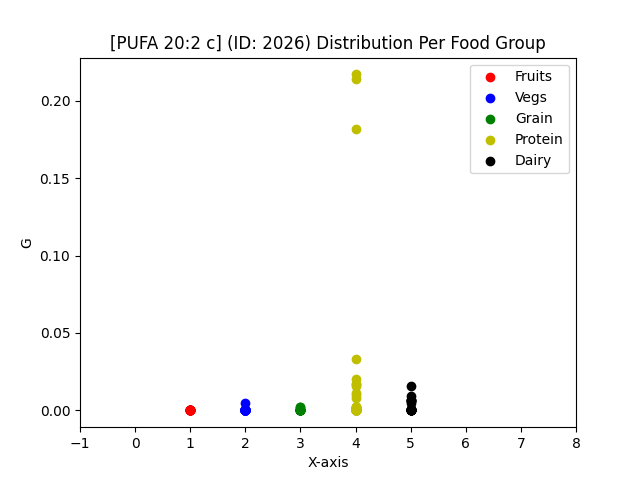 [PUFA 20:2 c] (ID: 2026) Distribution Per Food Group
Fruits
Vegs
Grain
Protein
Dairy
0.20
0.15
0.10
0.05
0.00
G
−1 0 1 2 3 4 5 6 7 8
X-axis